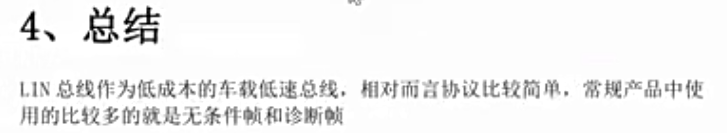 4、总结
LIN 总线作为低成本的车载低速总线，相对而言协议比较简单，常规产品中使
用的比较多的就是无条件帧和诊断帧